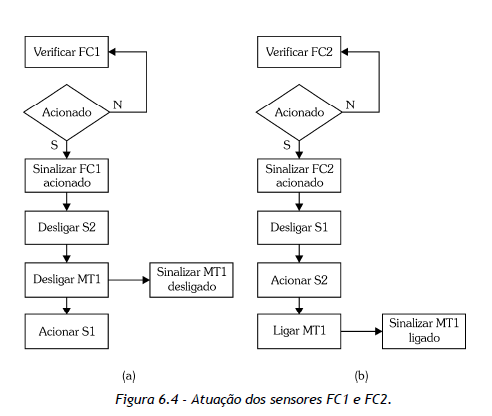 Verificar FC1
Acionado
N
S
Sinalizar FC1
acionado
Desligar S2
Desligar MT1
Sinalizar MT1
desligado
Acionar S1
(a)
Verificar FC2
Acionado
N
S
Sinalizar FC2
acionado
Desligar S1
Acionar S2
Ligar MT1
Sinalizar MT1
ligado
(b)
Figura 6.4 - Atuação dos sensores FC1 e FC2.